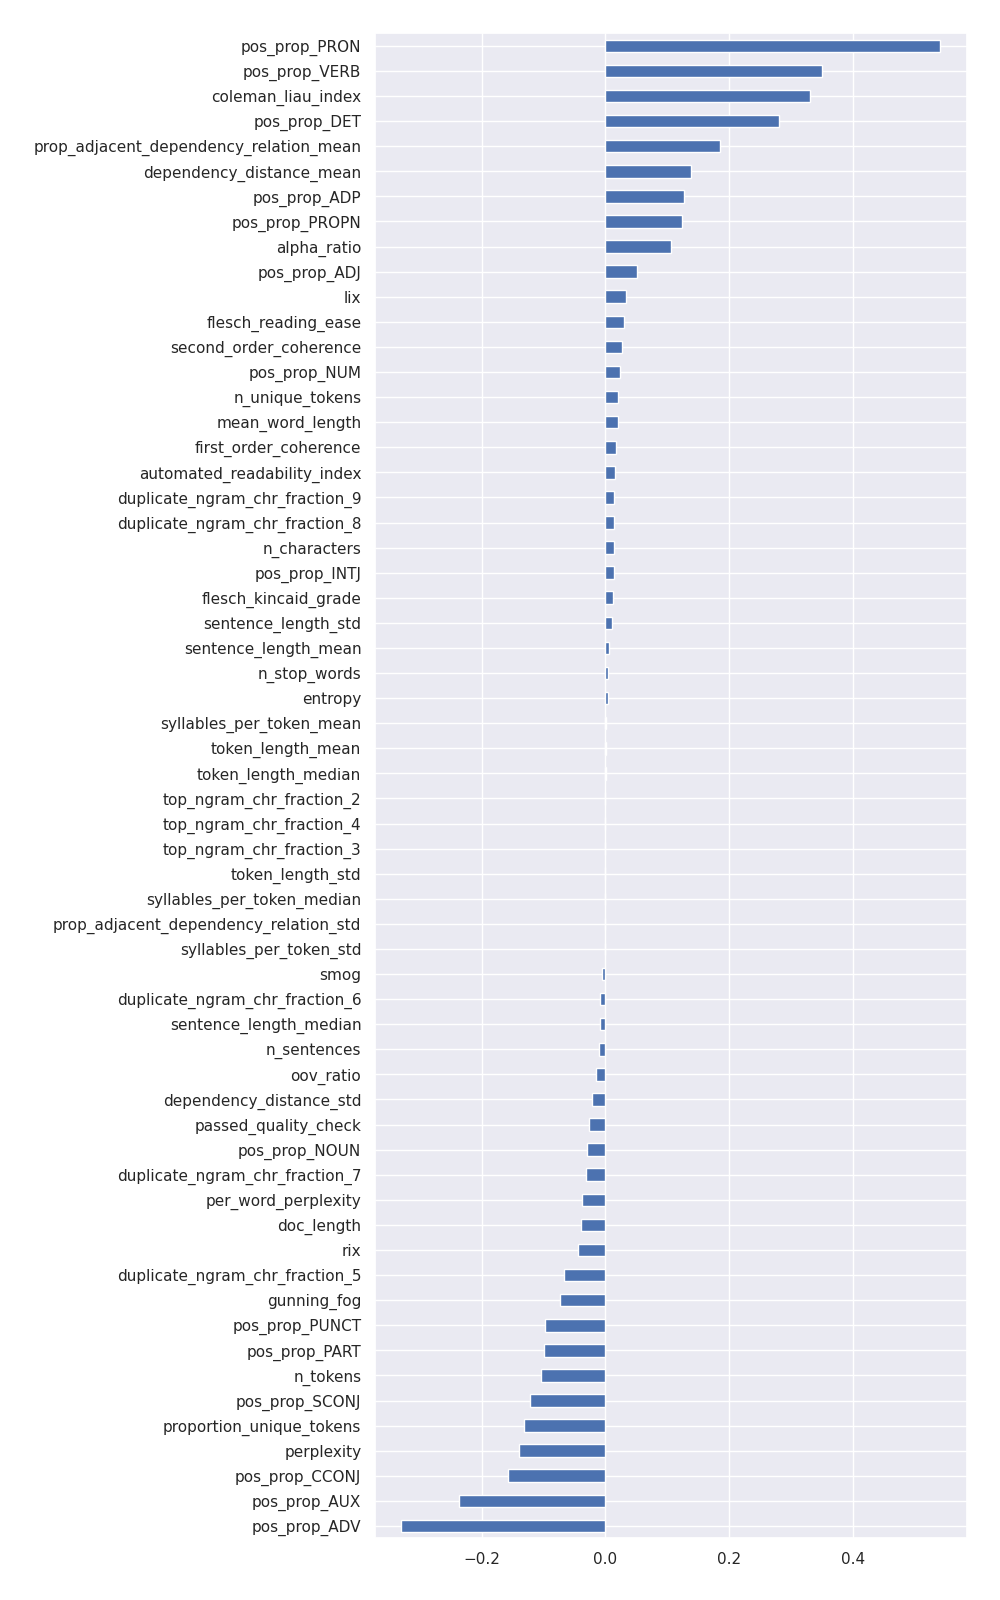 pos_prop_PRON
pos_prop_VERB
coleman_liau_index
pos_prop_DET
prop_adjacent_dependency_relation_mean
dependency_distance_mean
pos_prop_ADP
pos_prop_PROPN
alpha_ratio
pos_prop_ADJ
lix
flesch_reading_ease
second_order_coherence
pos_prop_NUM
n_unique_tokens
mean_word_length
first_order_coherence
automated_readability_index
duplicate_ngram_chr_fraction_9
duplicate_ngram_chr_fraction_8
n_characters
pos_prop_INTJ
flesch_kincaid_grade
sentence_length_std
sentence_length_mean
n_stop_words
entropy
syllables_per_token_mean
token_length_mean
token_length_median
top_ngram_chr_fraction_2
top_ngram_chr_fraction_4
top_ngram_chr_fraction_3
token_length_std
syllables_per_token_median
prop_adjacent_dependency_relation_std
syllables_per_token_std
smog
duplicate_ngram_chr_fraction_6
sentence_length_median
n_sentences
oov_ratio
dependency_distance_std
passed_quality_check
pos_prop_NOUN
duplicate_ngram_chr_fraction_7
per_word_perplexity
doc_length
rix
duplicate_ngram_chr_fraction_5
gunning_fog
pos_prop_PUNCT
pos_prop_PART
n_tokens
pos_prop_SCONJ
proportion_unique_tokens
perplexity
pos_prop_CCONJ
pos_prop_AUX
pos_prop_ADV
−0.2 0.0 0.2 0.4